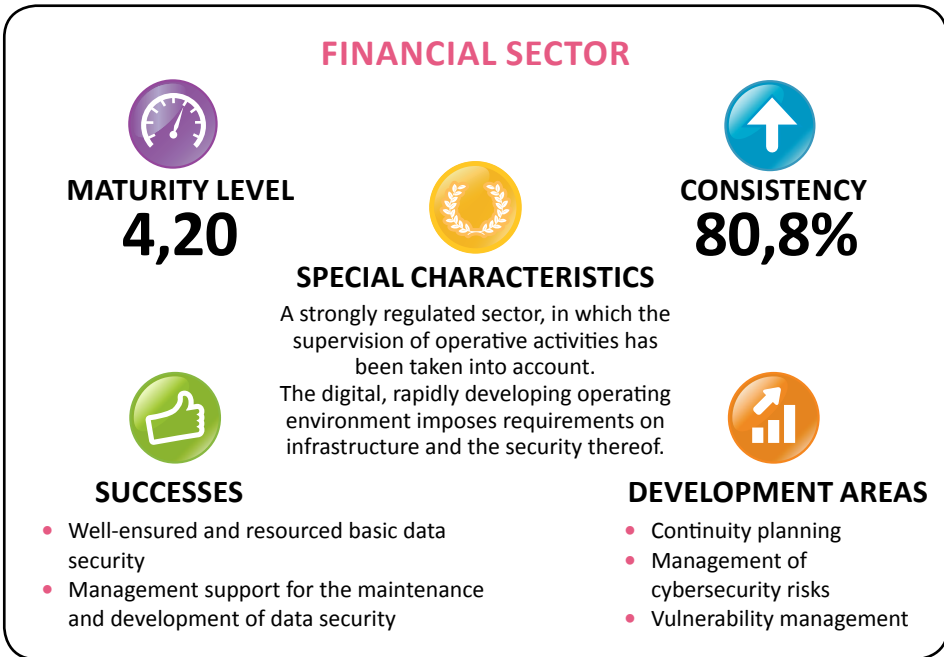 FINANCIAL SECTOR
MATURITY LEVEL
4,20
CONSISTENCY
80,8%
SPECIAL CHARACTERISTICS
A strongly regulated sector, in which the
supervision of operative activities has
been taken into account.
The digital, rapidly developing operating
environment imposes requirements on
infrastructure and the security thereof.
SUCCESSES
• Well-ensured and resourced basic data
security
• Management support for the maintenance
and development of data security
DEVELOPMENT AREAS
• Continuity planning
• Management of
cybersecurity risks
• Vulnerability management